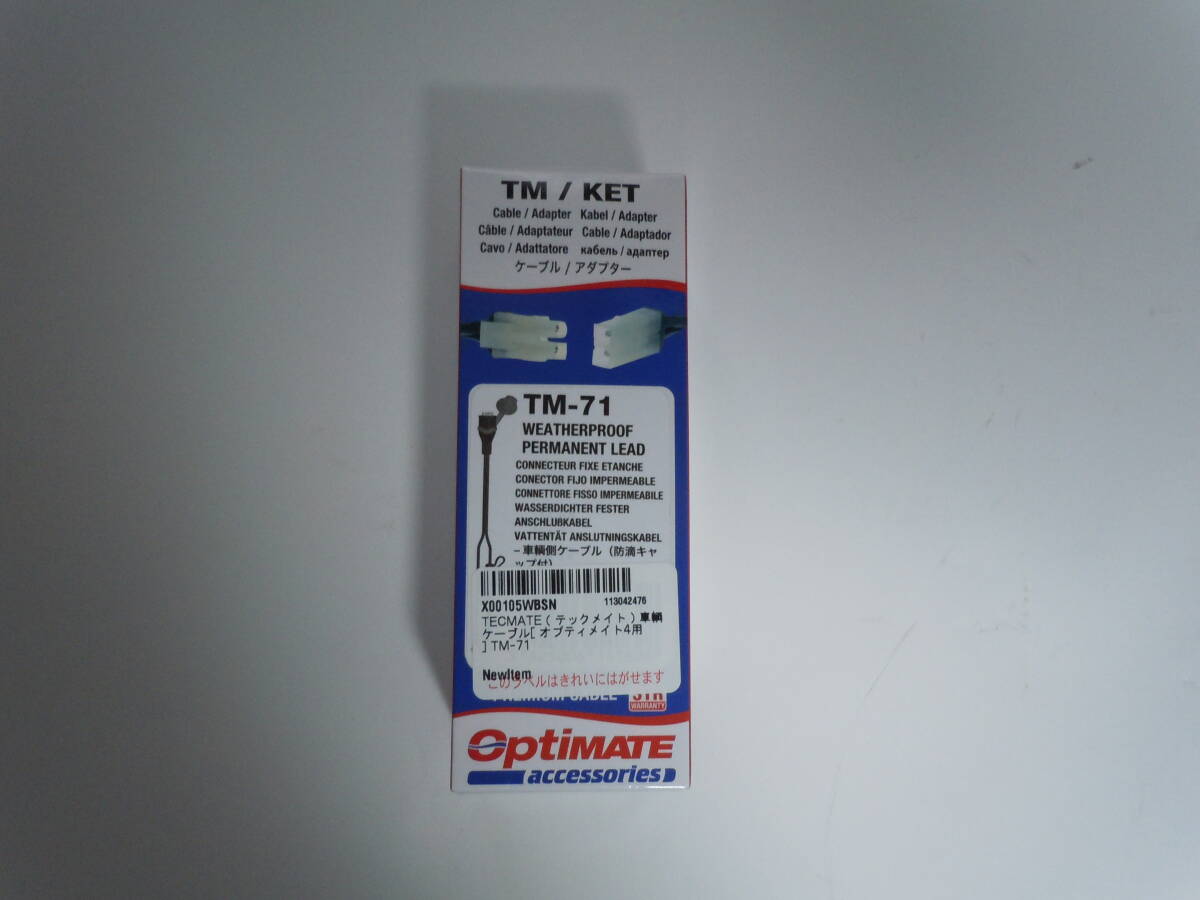 TM / KET
Cable / Adapter Kabel / Adapter
Câble / Adaptateur Cable / Adaptador
Cavo / Adattatore кабель / адаптер
ケーブル / アダプター
TM-71
WEATHERPROOF
PERMANENT LEAD
CONNECTEUR FIXE ETANCHE
CONECTOR FIJO IMPERMEABLE
CONNETTORE FISSO IMPERMEABILE
WASSERDICHTER FESTER
ANSCHLUßKABEL
VATTENTÄT ANSLUTNINGSKABEL
- 車輌側ケーブル（防滴キャ
ップ付）
X00105WBSN 113042476
TECMATE ( テックメイト ) 車輌
ケーブル[ オプティメイト4用
] TM-71
NewItem
このラベルはきれいにはがせます
PREMIUM CABLE
WARRANTY
OptiMATE
accessories